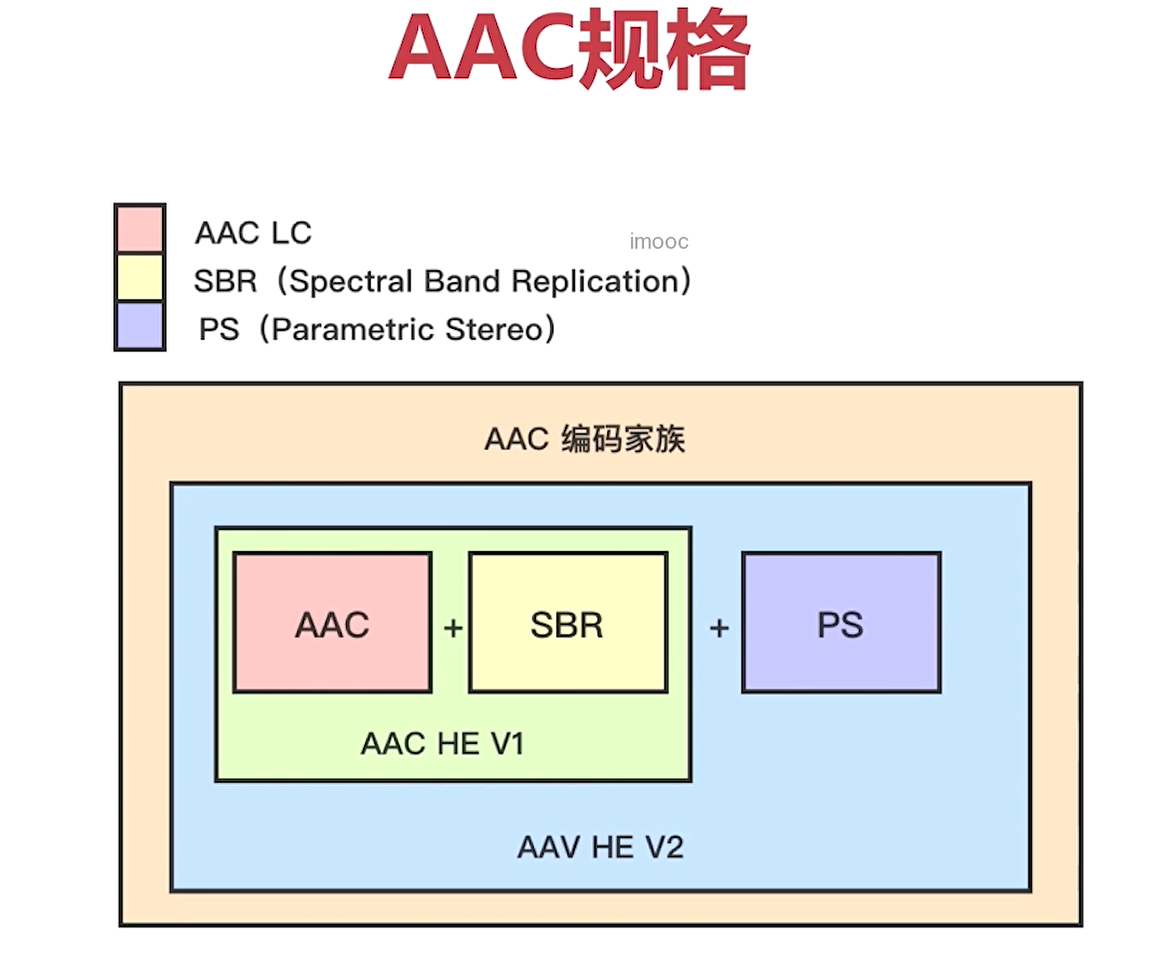 AAC规格
AAC LC
imooc
SBR（Spectral Band Replication）
PS（Parametric Stereo）
AAC 编码家族
AAC + SBR + PS
AAC HE V1
AAV HE V2